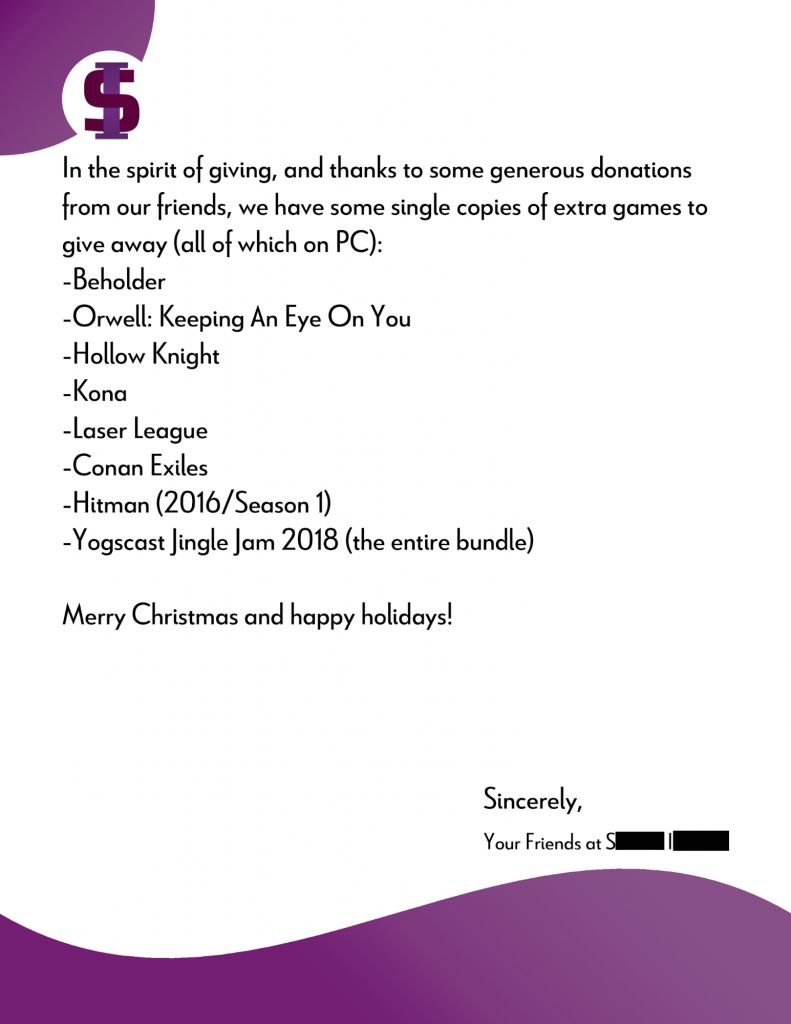 SI
In the spirit of giving, and thanks to some generous donations
from our friends, we have some single copies of extra games to
give away (all of which on PC):
-Beholder
-Orwell: Keeping An Eye On You
-Hollow Knight
-Kona
-Laser League
-Conan Exiles
-Hitman (2016/Season 1)
-Yogscast Jingle Jam 2018 (the entire bundle)
Merry Christmas and happy holidays!
Sincerely,
Your Friends at S I